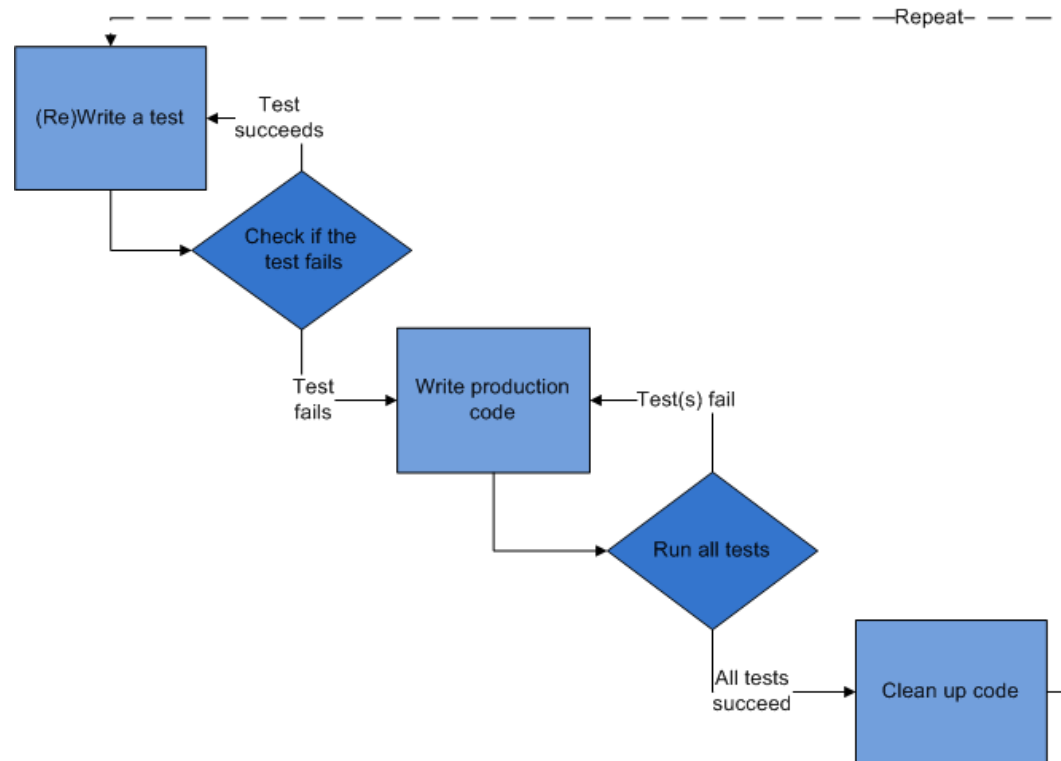 Repeat
(Re)Write a test
Test
succeeds
Check if the
test fails
Test
fails
Write production
code
Test(s) fail
Run all tests
All tests
succeed
Clean up code